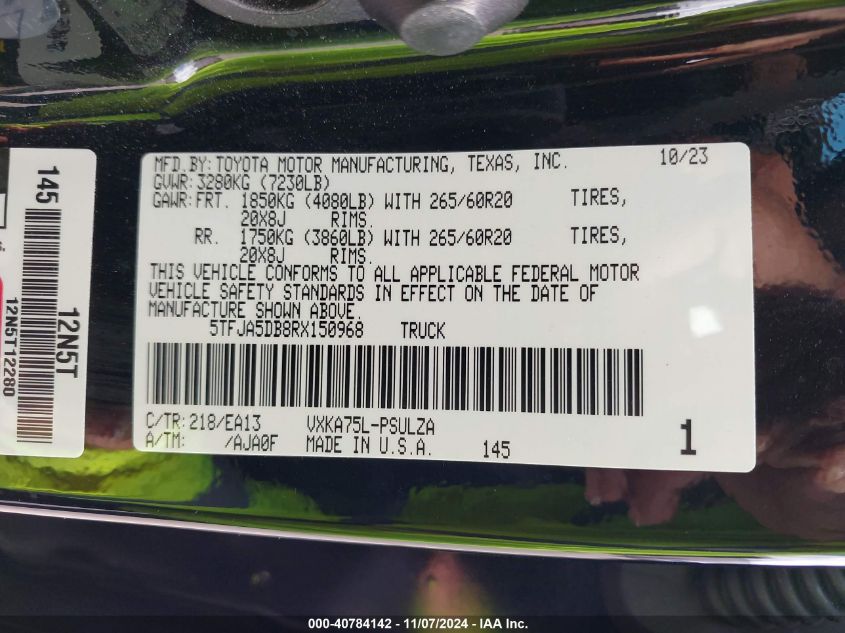 MFD.BY:TOYOTA MOTOR MANUFACTURING, TEXAS, INC. 10/23
GVWR:3280KG (7230LB)
GAWR:FRT. 1850KG (4080LB) WITH 265/60R20 TIRES,
20X8J RIMS.
RR. 1750KG (3860LB) WITH 265/60R20 TIRES,
20X8J RIMS.
THIS VEHICLE CONFORMS TO ALL APPLICABLE FEDERAL MOTOR
VEHICLE SAFETY STANDARDS IN EFFECT ON THE DATE OF
MANUFACTURE SHOWN ABOVE.
5TFJA5DB8RX150968 TRUCK
C/TR:218/EA13 VXKA75L-PSULZA
A/TM: /AJA0F MADE IN U.S.A. 145 1
145
12N5T
12N5T12280
000-40784142 - 11/07/2024 - IAA Inc.